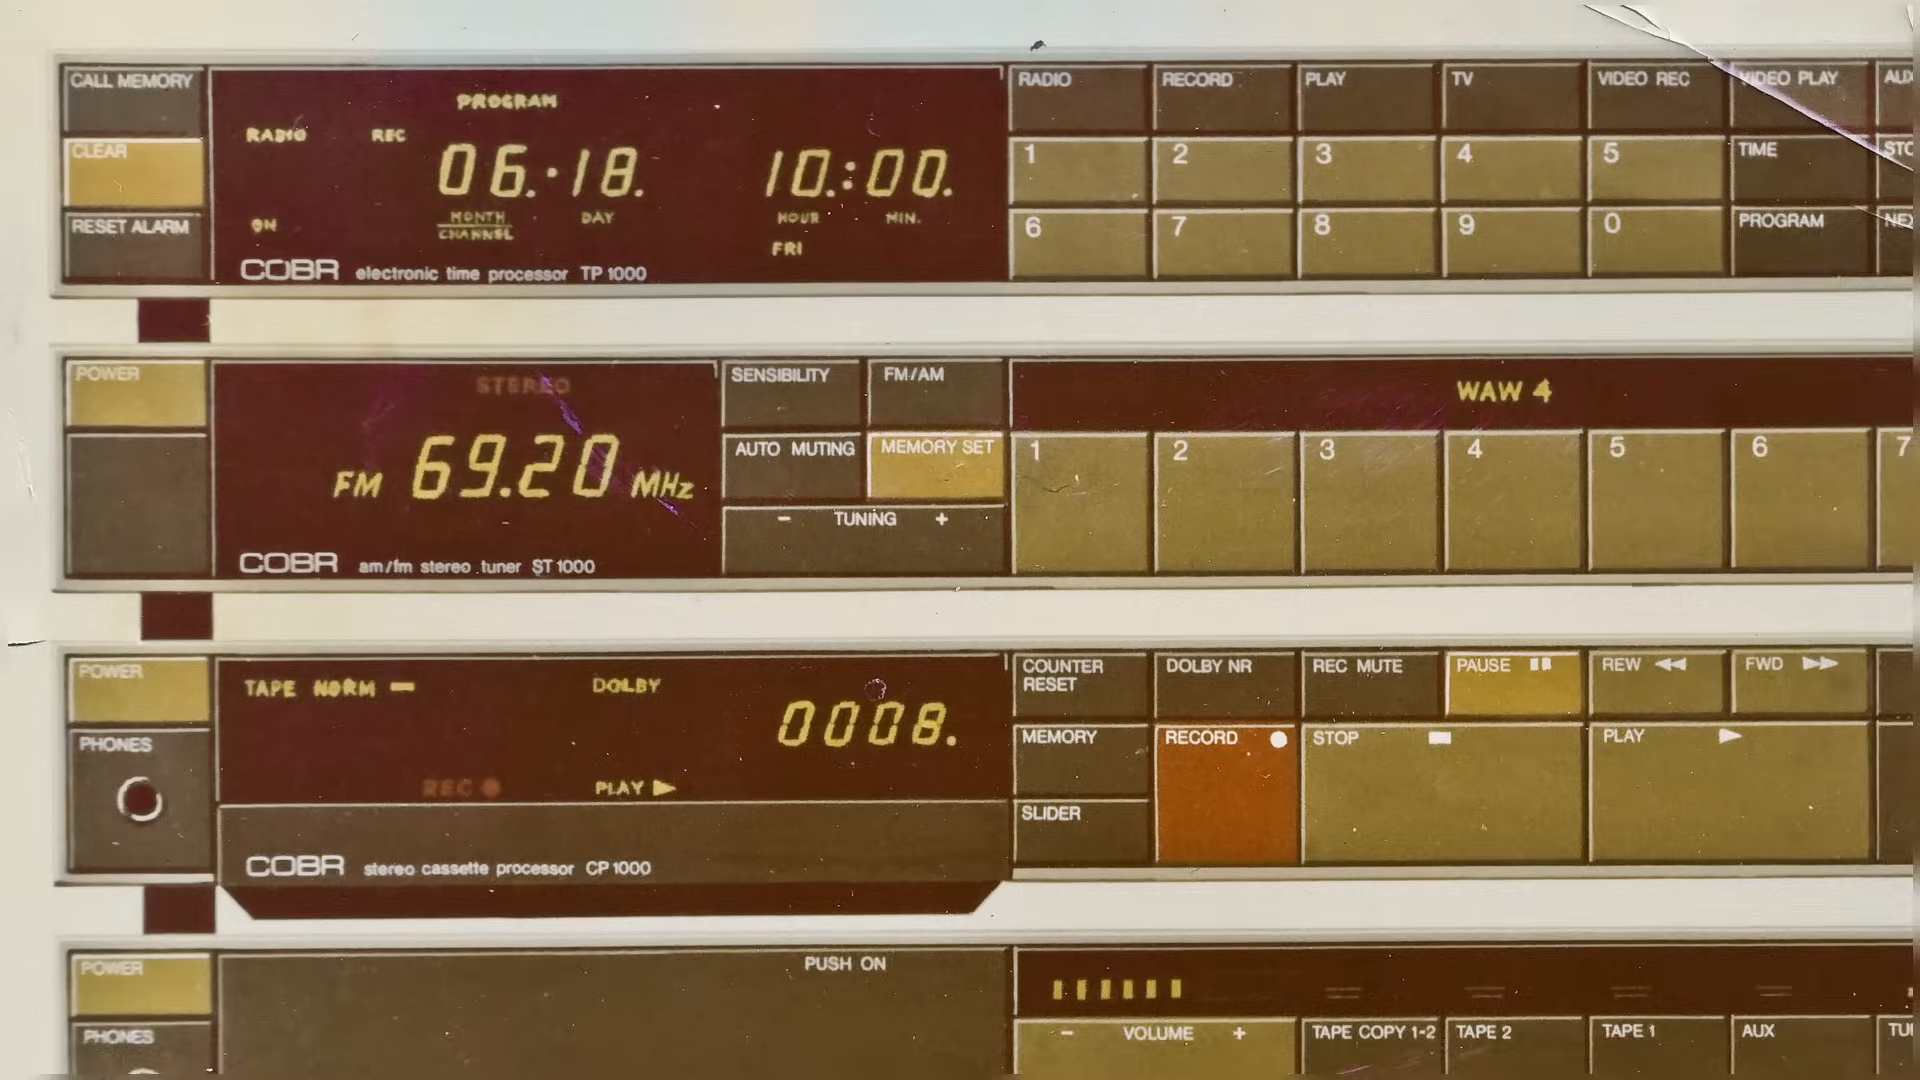 CALL MEMORY
CLEAR
RESET ALARM
PROGRAM
RADIO REC
06.·18. 10.:00.
MONTH DAY HOUR MIN.
CHANNEL
ON
FRI
COBR electronic time processor TP 1000
RADIO RECORD PLAY TV VIDEO REC VIDEO PLAY AUX
1 2 3 4 5 TIME
6 7 8 9 0 PROGRAM
POWER
STEREO
FM 69.20 MHz
COBR am/fm stereo tuner ST 1000
SENSIBILITY FM/AM
AUTO MUTING MEMORY SET
- TUNING +
WAW 4
1 2 3 4 5 6 7
POWER
PHONES
TAPE NORM DOLBY
0008.
REC ● PLAY ▶
COBR stereo cassette processor CP 1000
COUNTER RESET
DOLBY NR REC MUTE PAUSE REW FWD
MEMORY RECORD STOP PLAY
SLIDER
POWER
PHONES
PUSH ON
- VOLUME + TAPE COPY 1-2 TAPE 2 TAPE 1 AUX